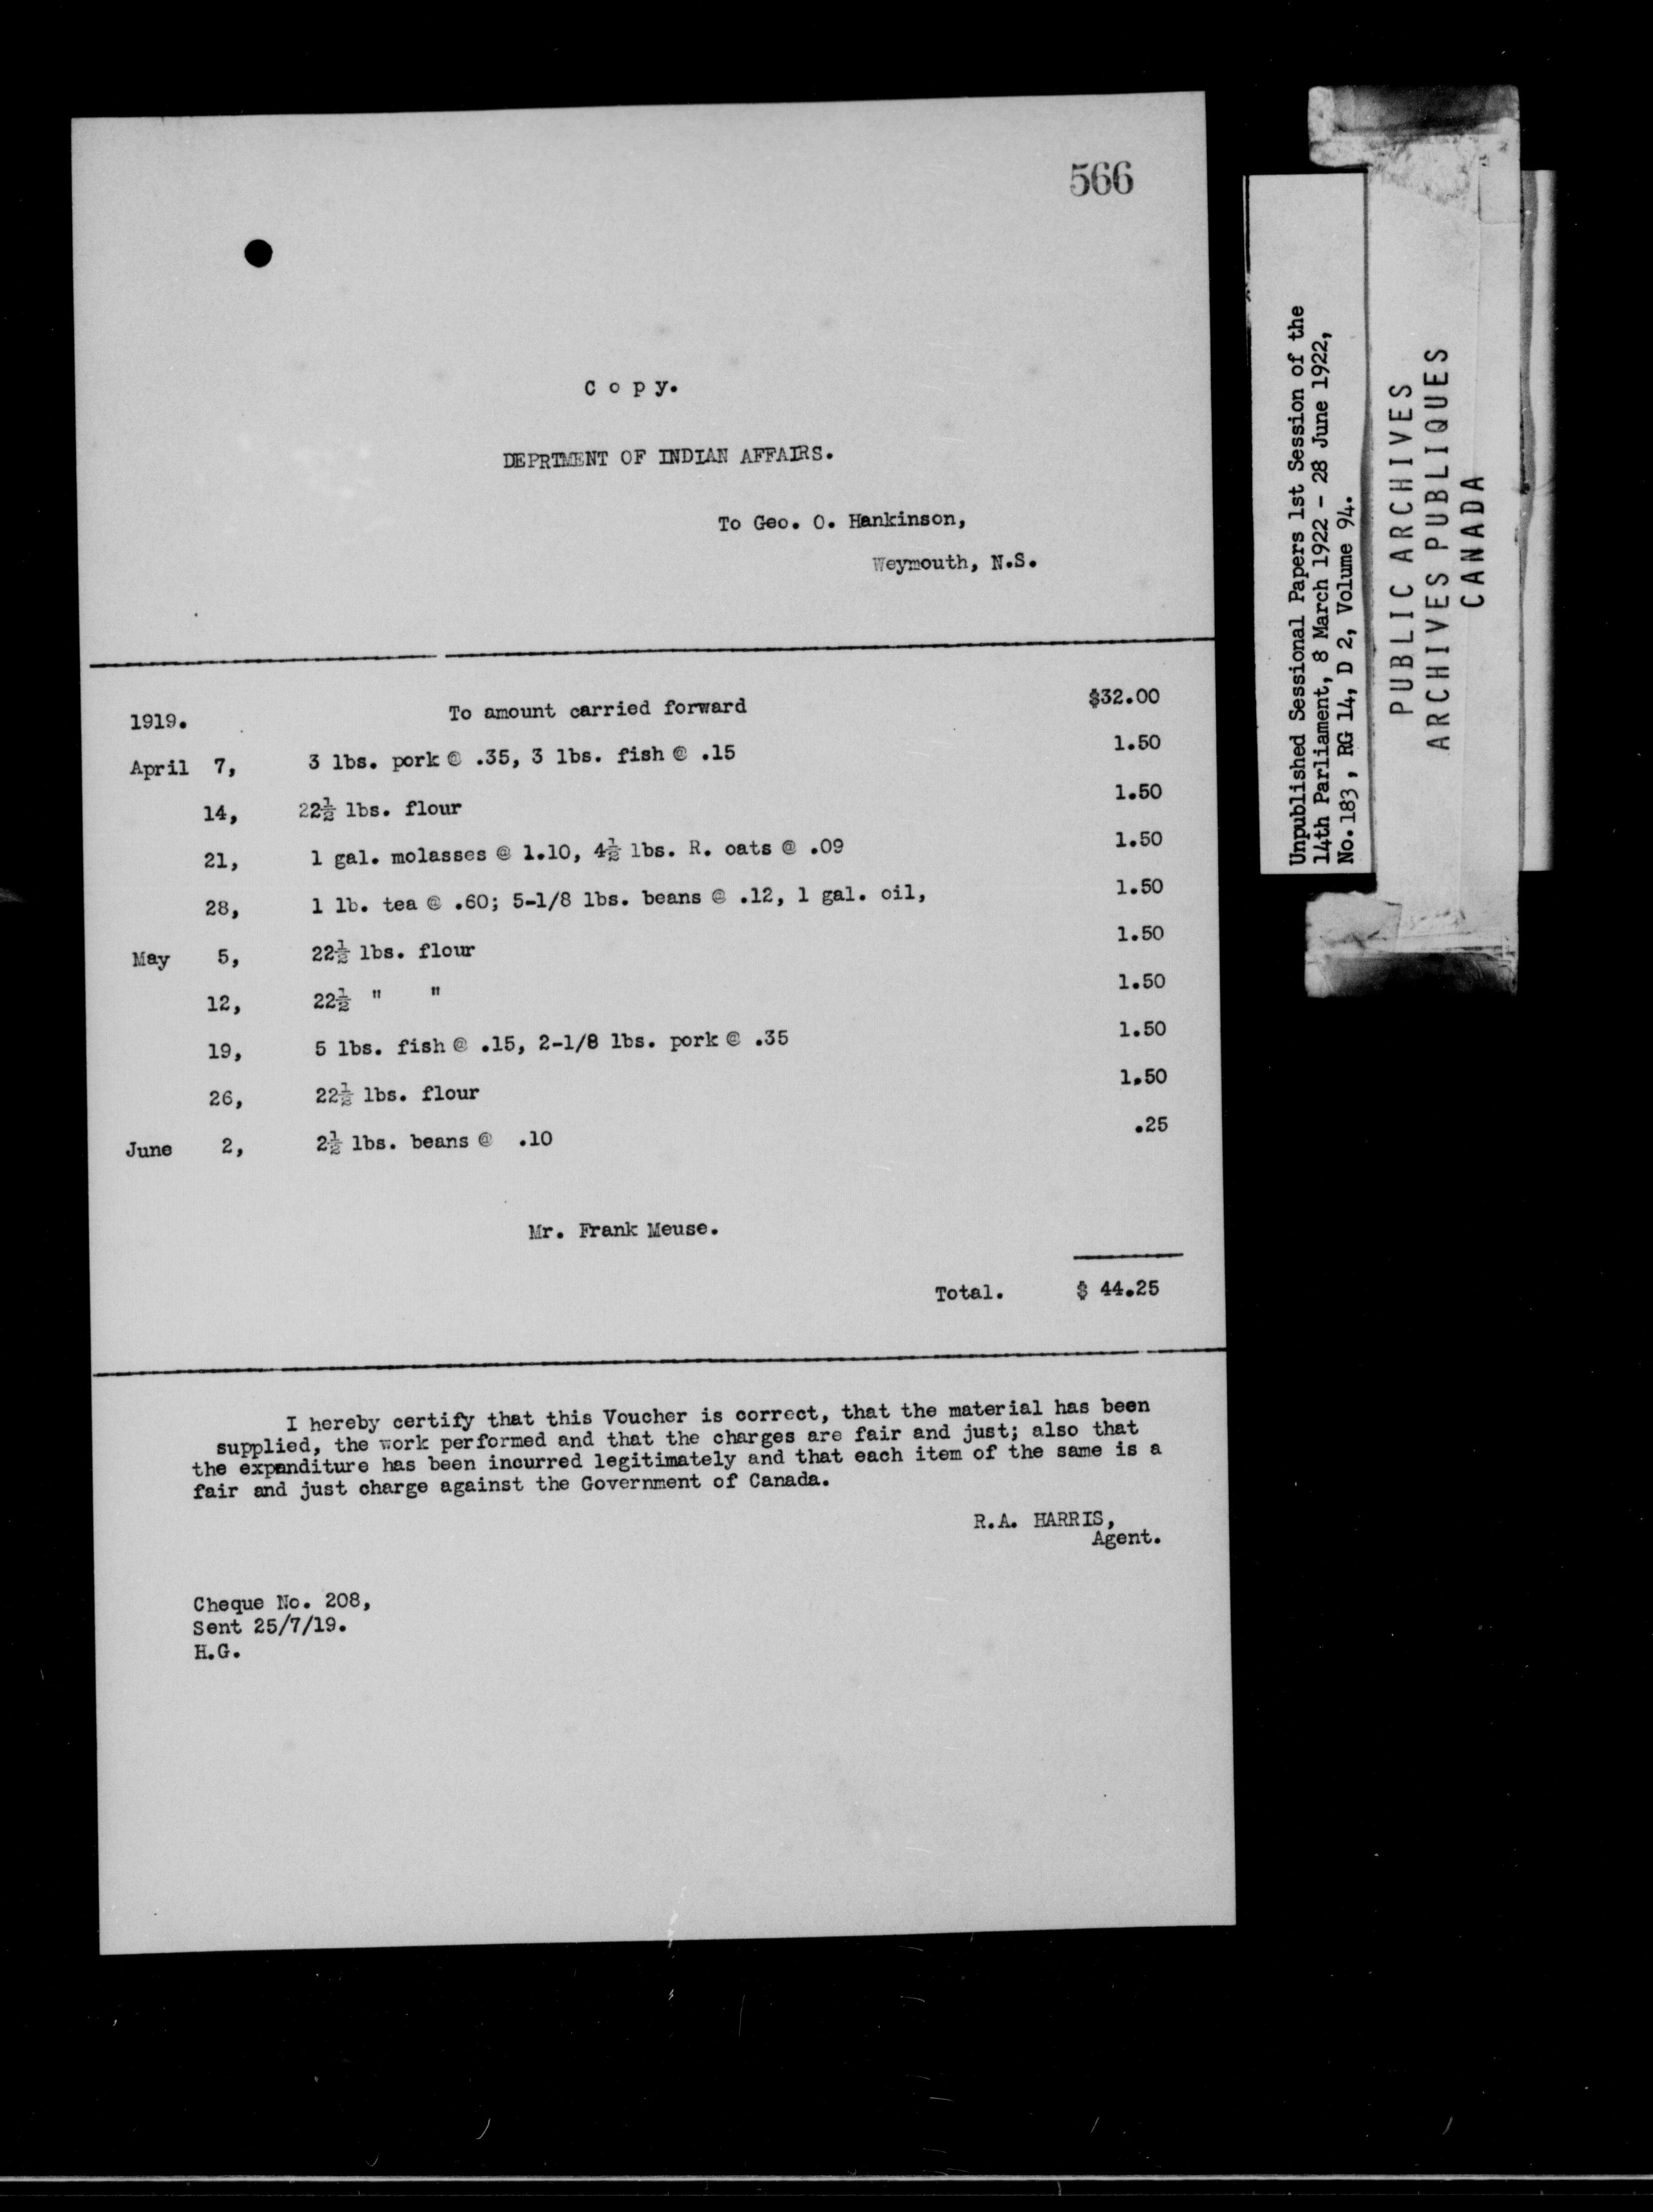 566
C o p y.
DEPRTMENT OF INDIAN AFFAIRS.
To Geo. O. Hankinson,
Weymouth, N.S.
1919. To amount carried forward $32.00
April 7, 3 lbs. pork @ .35, 3 lbs. fish @ .15 1.50
14, 22½ lbs. flour 1.50
21, 1 gal. molasses @ 1.10, 4½ lbs. R. oats @ .09 1.50
28, 1 lb. tea @ .60; 5-1/8 lbs. beans @ .12, 1 gal. oil, 1.50
May 5, 22½ lbs. flour 1.50
12, 22½ " " 1.50
19, 5 lbs. fish @ .15, 2-1/8 lbs. pork @ .35 1.50
26, 22½ lbs. flour 1.50
June 2, 2½ lbs. beans @ .10 .25
Mr. Frank Meuse.
Total. $ 44.25
I hereby certify that this Voucher is correct, that the material has been
supplied, the work performed and that the charges are fair and just; also that
the expenditure has been incurred legitimately and that each item of the same is a
fair and just charge against the Government of Canada.
R.A. HARRIS,
Agent.
Cheque No. 208,
Sent 25/7/19.
H.G.
Unpublished Sessional Papers 1st Session of the
14th Parliament, 8 March 1922 - 28 June 1922,
No. 183, RG 14, D 2, Volume 94.
PUBLIC ARCHIVES
ARCHIVES PUBLIQUES
CANADA